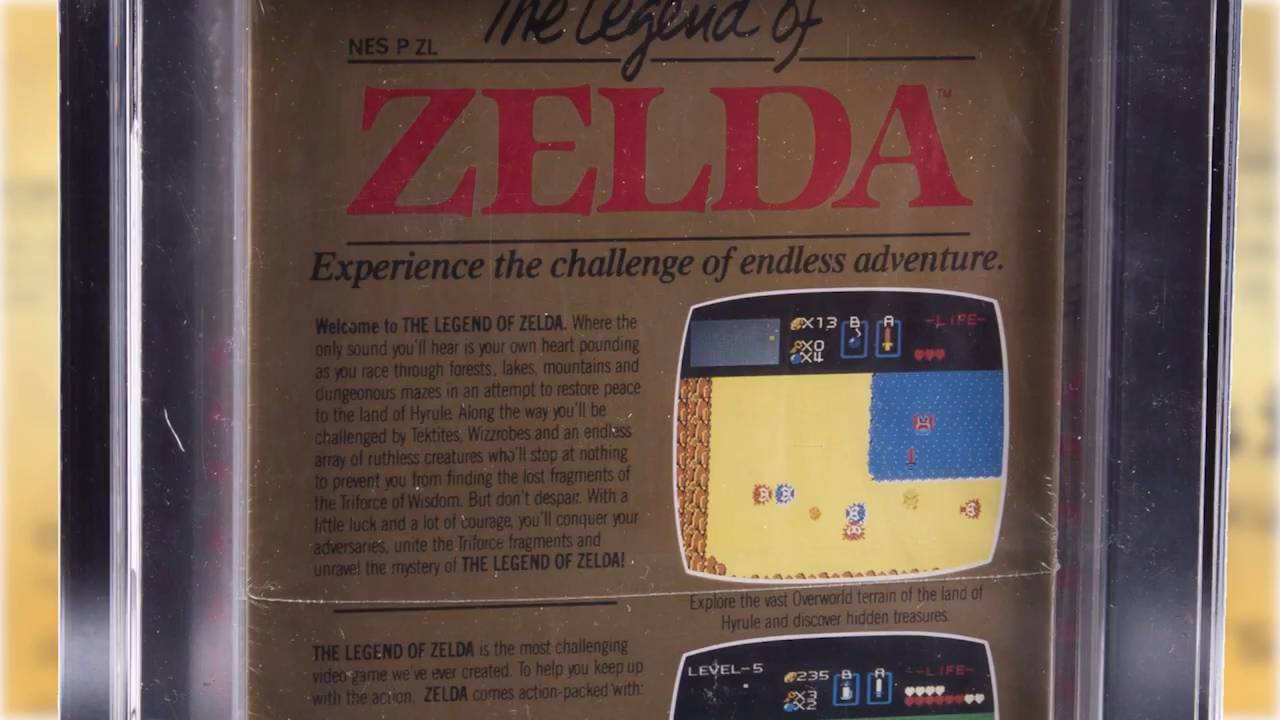 The Legend of
NES P ZL
ZELDA™
Experience the challenge of endless adventure.
Welcome to THE LEGEND OF ZELDA. Where the
only sound you'll hear is your own heart pounding
as you race through forests, lakes, mountains and
dungeonous mazes in an attempt to restore peace
to the land of Hyrule. Along the way you'll be
challenged by Tektites, Wizzrobes and an endless
array of ruthless creatures who'll stop at nothing
to prevent you from finding the lost fragments of
the Triforce of Wisdom. But don't despair. With a
little luck and a lot of courage, you'll conquer your
adversaries, unite the Triforce fragments and
unravel the mystery of THE LEGEND OF ZELDA!
THE LEGEND OF ZELDA is the most challenging
video game we've ever created. To help you keep up
with the action, ZELDA comes action-packed with:
X13 B A -LIFE-
X0
X4
Explore the vast Overworld terrain of the land of
Hyrule and discover hidden treasures.
LEVEL-5 235 B A -LIFE-
X3
X2